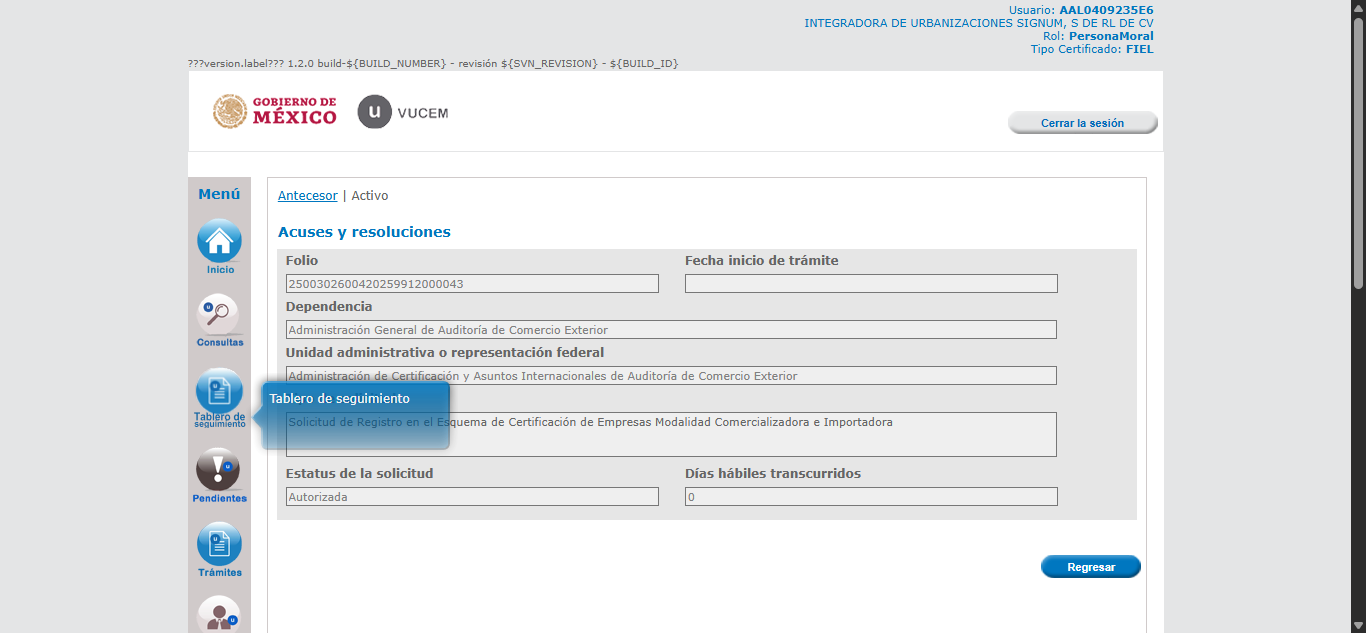 Usuario: AAL0409235E6
INTEGRADORA DE URBANIZACIONES SIGNUM, S DE RL DE CV
Rol: PersonaMoral
Tipo Certificado: FIEL
???version.label??? 1.2.0 build-${BUILD_NUMBER} - revisión ${SVN_REVISION} - ${BUILD_ID}
GOBIERNO DE
MÉXICO
u VUCEM
Cerrar la sesión
Menú
Inicio
Consultas
Tablero de
seguimiento
Pendientes
Trámites
Antecesor | Activo
Acuses y resoluciones
Folio
2500302600420259912000043
Fecha inicio de trámite
Dependencia
Administración General de Auditoría de Comercio Exterior
Unidad administrativa o representación federal
Administración de Certificación y Asuntos Internacionales de Auditoría de Comercio Exterior
Tablero de seguimiento
Solicitud de Registro en el Esquema de Certificación de Empresas Modalidad Comercializadora e Importadora
Estatus de la solicitud
Autorizada
Días hábiles transcurridos
0
Regresar